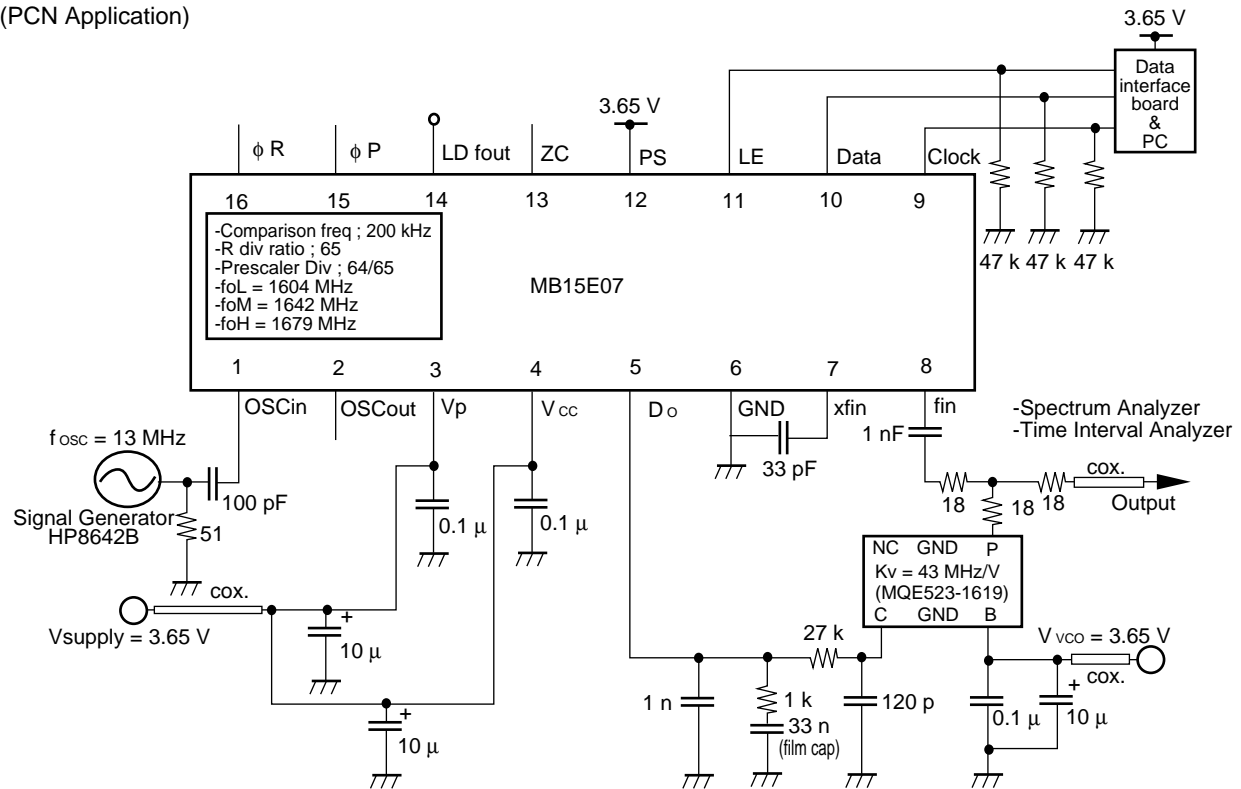 (PCN Application)
3.65 V
Data
interface
board
&
PC
3.65 V
ϕ R
ϕ P
LD fout
ZC
PS
LE
Data
Clock
16
15
14
13
12
11
10
9
47 k 47 k 47 k
-Comparison freq ; 200 kHz
-R div ratio ; 65
-Prescaler Div ; 64/65
-foL = 1604 MHz
-foM = 1642 MHz
-foH = 1679 MHz
MB15E07
1
2
3
4
5
6
7
8
OSCin
OSCout
Vp
VCC
DO
GND
xfin
fin
-Spectrum Analyzer
-Time Interval Analyzer
fOSC = 13 MHz
1 nF
33 pF
cox.
100 pF
18
18
18
Output
Signal Generator
HP8642B
51
0.1 μ
0.1 μ
NC GND P
Kv = 43 MHz/V
(MQE523-1619)
C GND B
cox.
Vsupply = 3.65 V
+
10 μ
27 k
VVCO = 3.65 V
cox.
1 n
1 k
33 n
(film cap)
120 p
0.1 μ
+
10 μ
+
10 μ